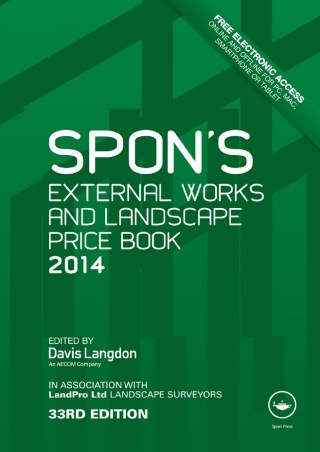 FREE ELECTRONIC ACCESS
ONLINE AND OFFLINE FOR PC, MAC,
SMARTPHONE OR TABLET
SPON'S
EXTERNAL WORKS
AND LANDSCAPE
PRICE BOOK
2014
EDITED BY
Davis Langdon
An AECOM Company
IN ASSOCIATION WITH
LandPro Ltd LANDSCAPE SURVEYORS
33RD EDITION
Spon Press